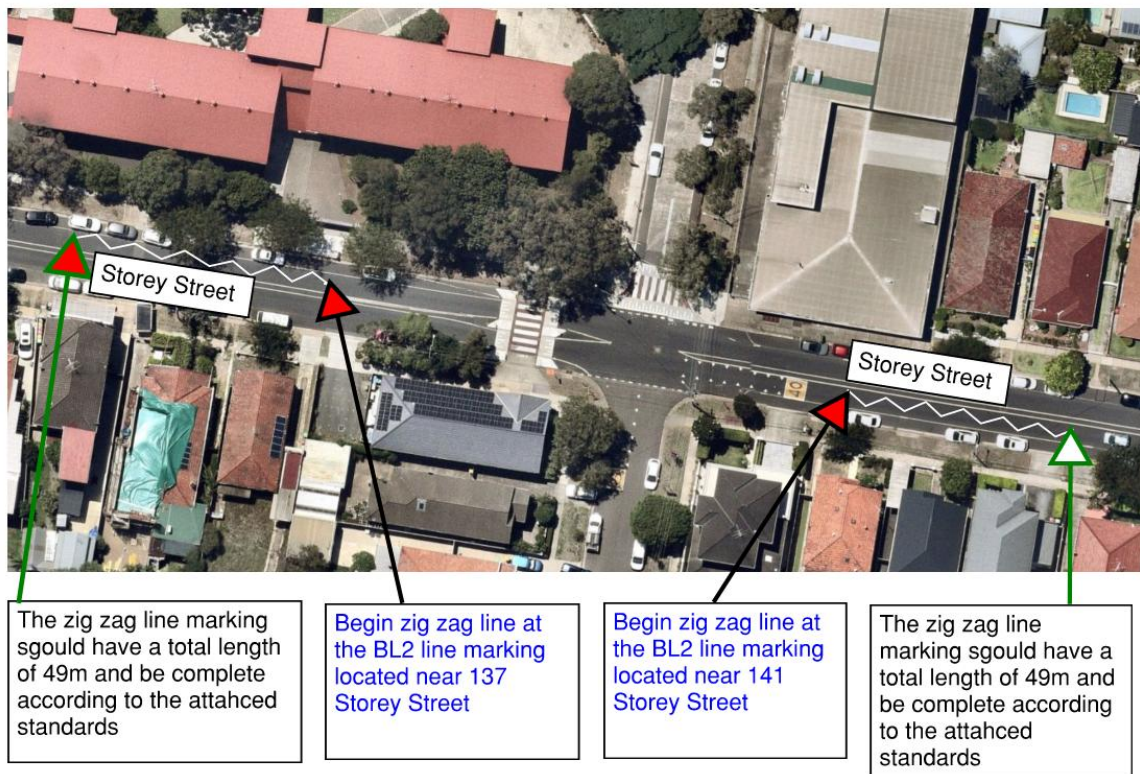 Storey Street
40
Storey Street
The zig zag line marking
sgould have a total length
of 49m and be complete
according to the attahced
standards
Begin zig zag line at
the BL2 line marking
located near 137
Storey Street
Begin zig zag line at
the BL2 line marking
located near 141
Storey Street
The zig zag line
marking sgould have a
total length of 49m and
be complete according
to the attahced
standards